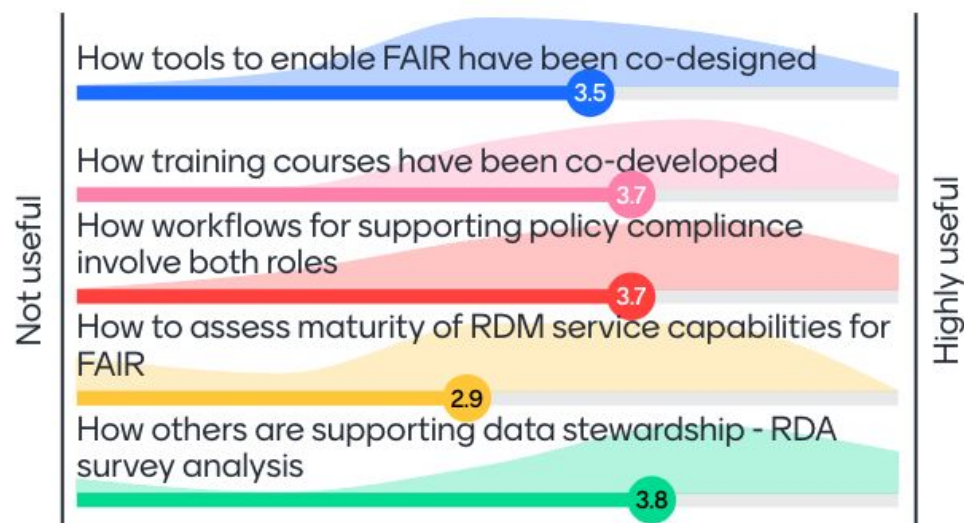 How tools to enable FAIR have been co-designed
3.5
How training courses have been co-developed
3.7
How workflows for supporting policy compliance
involve both roles
3.7
How to assess maturity of RDM service capabilities for
FAIR
2.9
How others are supporting data stewardship - RDA
survey analysis
3.8
Not useful
Highly useful